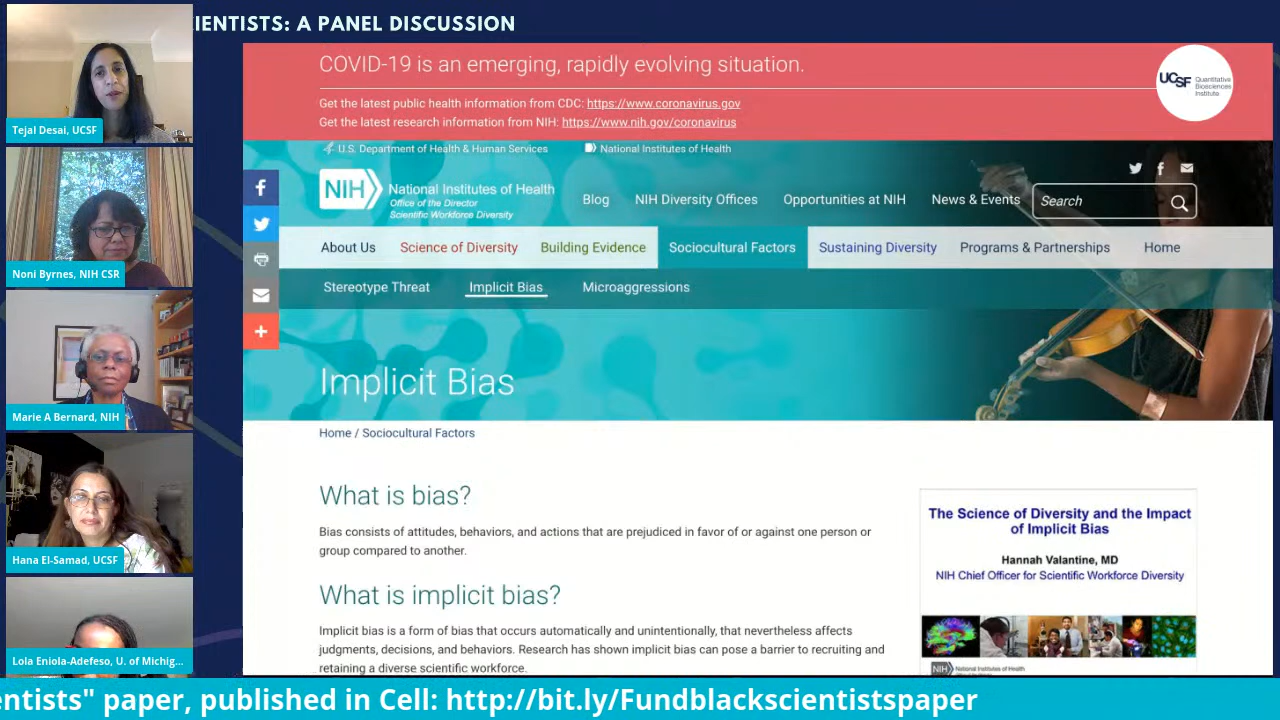 CIENTISTS: A PANEL DISCUSSION
Tejal Desai, UCSF
Noni Byrnes, NIH CSR
Marie A Bernard, NIH
Hana El-Samad, UCSF
Lola Eniola-Adefeso, U. of Michig...
COVID-19 is an emerging, rapidly evolving situation.
Get the latest public health information from CDC: https://www.coronavirus.gov
Get the latest research information from NIH: https://www.nih.gov/coronavirus
UCSF Quantitative Biosciences Institute
U.S. Department of Health & Human Services National Institutes of Health
NIH National Institutes of Health
Office of the Director
Scientific Workforce Diversity
Blog NIH Diversity Offices Opportunities at NIH News & Events Search
About Us Science of Diversity Building Evidence Sociocultural Factors Sustaining Diversity Programs & Partnerships Home
Stereotype Threat Implicit Bias Microaggressions
Implicit Bias
Home / Sociocultural Factors
What is bias?
Bias consists of attitudes, behaviors, and actions that are prejudiced in favor of or against one person or
group compared to another.
What is implicit bias?
Implicit bias is a form of bias that occurs automatically and unintentionally, that nevertheless affects
judgments, decisions, and behaviors. Research has shown implicit bias can pose a barrier to recruiting and
retaining a diverse scientific workforce.
The Science of Diversity and the Impact
of Implicit Bias
Hannah Valantine, MD
NIH Chief Officer for Scientific Workforce Diversity
NIH National Institutes of Health
entists" paper, published in Cell: http://bit.ly/Fundblackscientistspaper